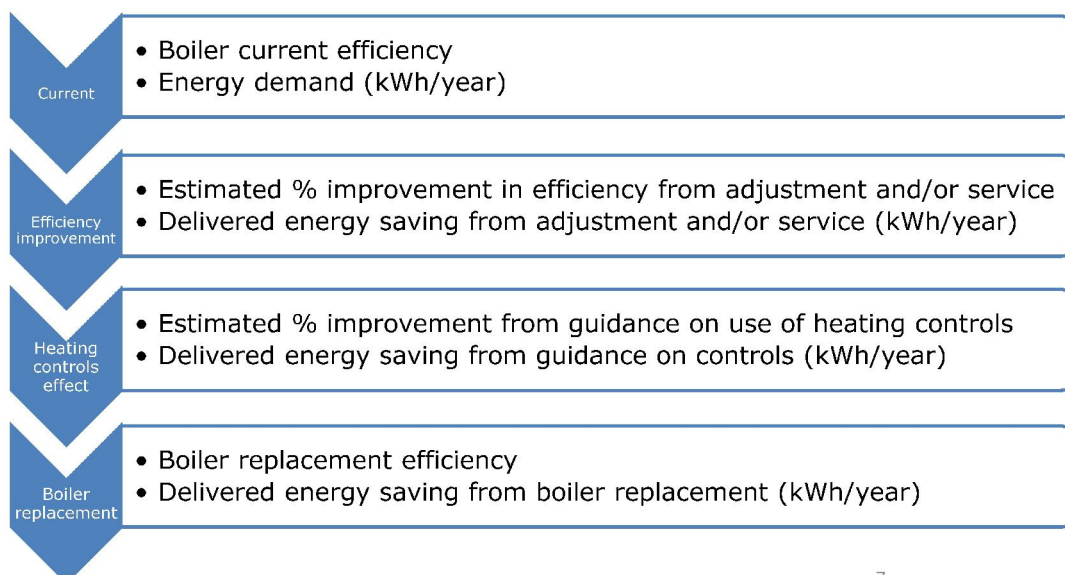 Current
• Boiler current efficiency
• Energy demand (kWh/year)
Efficiency
improvement
• Estimated % improvement in efficiency from adjustment and/or service
• Delivered energy saving from adjustment and/or service (kWh/year)
Heating
controls
effect
• Estimated % improvement from guidance on use of heating controls
• Delivered energy saving from guidance on controls (kWh/year)
Boiler
replacement
• Boiler replacement efficiency
• Delivered energy saving from boiler replacement (kWh/year)